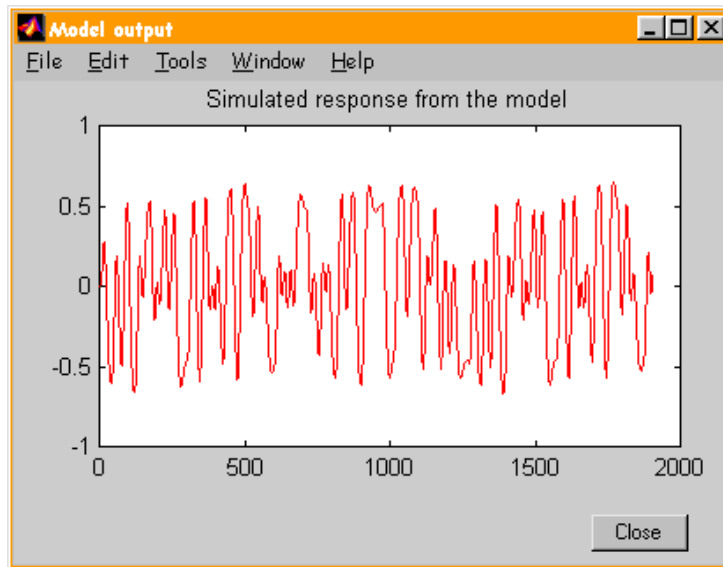 Model output
File Edit Tools Window Help
Simulated response from the model
1
0.5
0
-0.5
-1
0 500 1000 1500 2000
Close